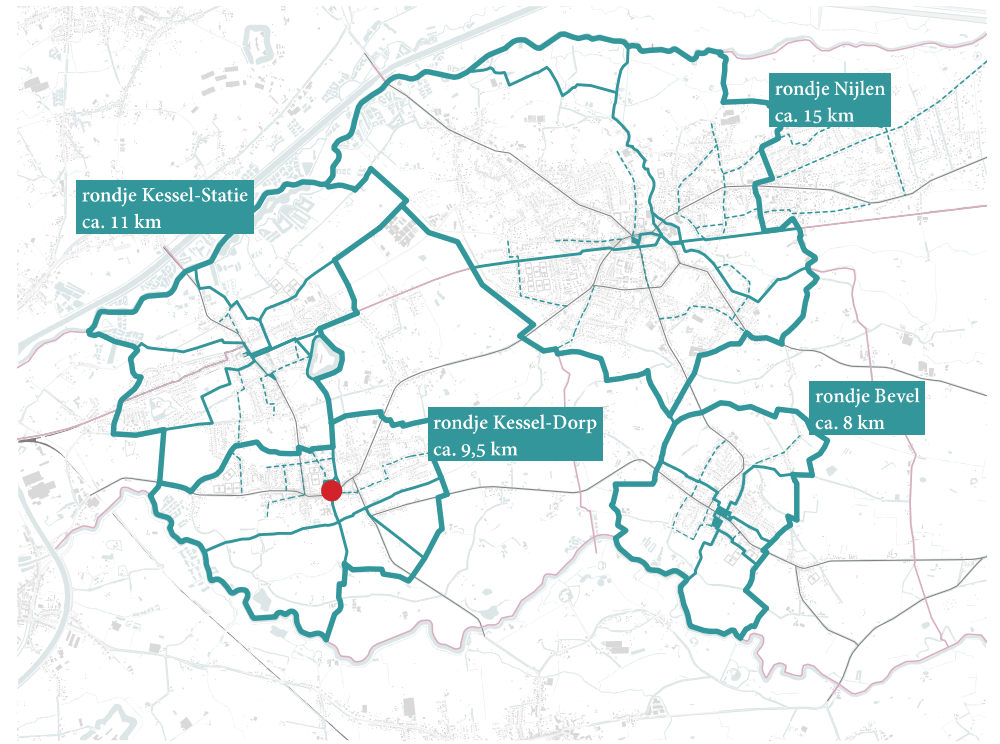 rondje Nijlen
ca. 15 km
rondje Kessel-Statie
ca. 11 km
rondje Bevel
ca. 8 km
rondje Kessel-Dorp
ca. 9,5 km